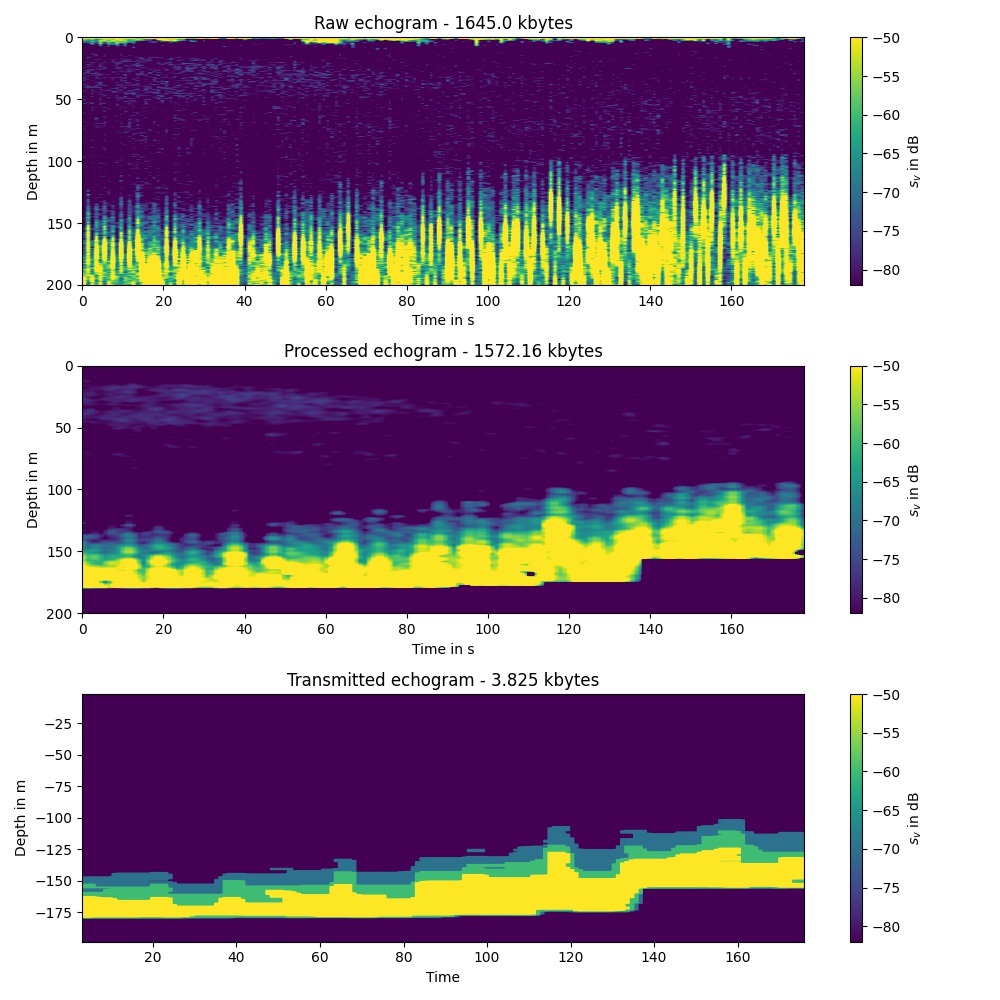 Raw echogram - 1645.0 kbytes
0
50
100
150
200
Depth in m
0 20 40 60 80 100 120 140 160
Time in s
−50
−55
−60
−65
−70
−75
−80
s_v in dB
Processed echogram - 1572.16 kbytes
0
50
100
150
200
Depth in m
0 20 40 60 80 100 120 140 160
Time in s
−50
−55
−60
−65
−70
−75
−80
s_v in dB
Transmitted echogram - 3.825 kbytes
−25
−50
−75
−100
−125
−150
−175
Depth in m
20 40 60 80 100 120 140 160
Time
−50
−55
−60
−65
−70
−75
−80
s_v in dB